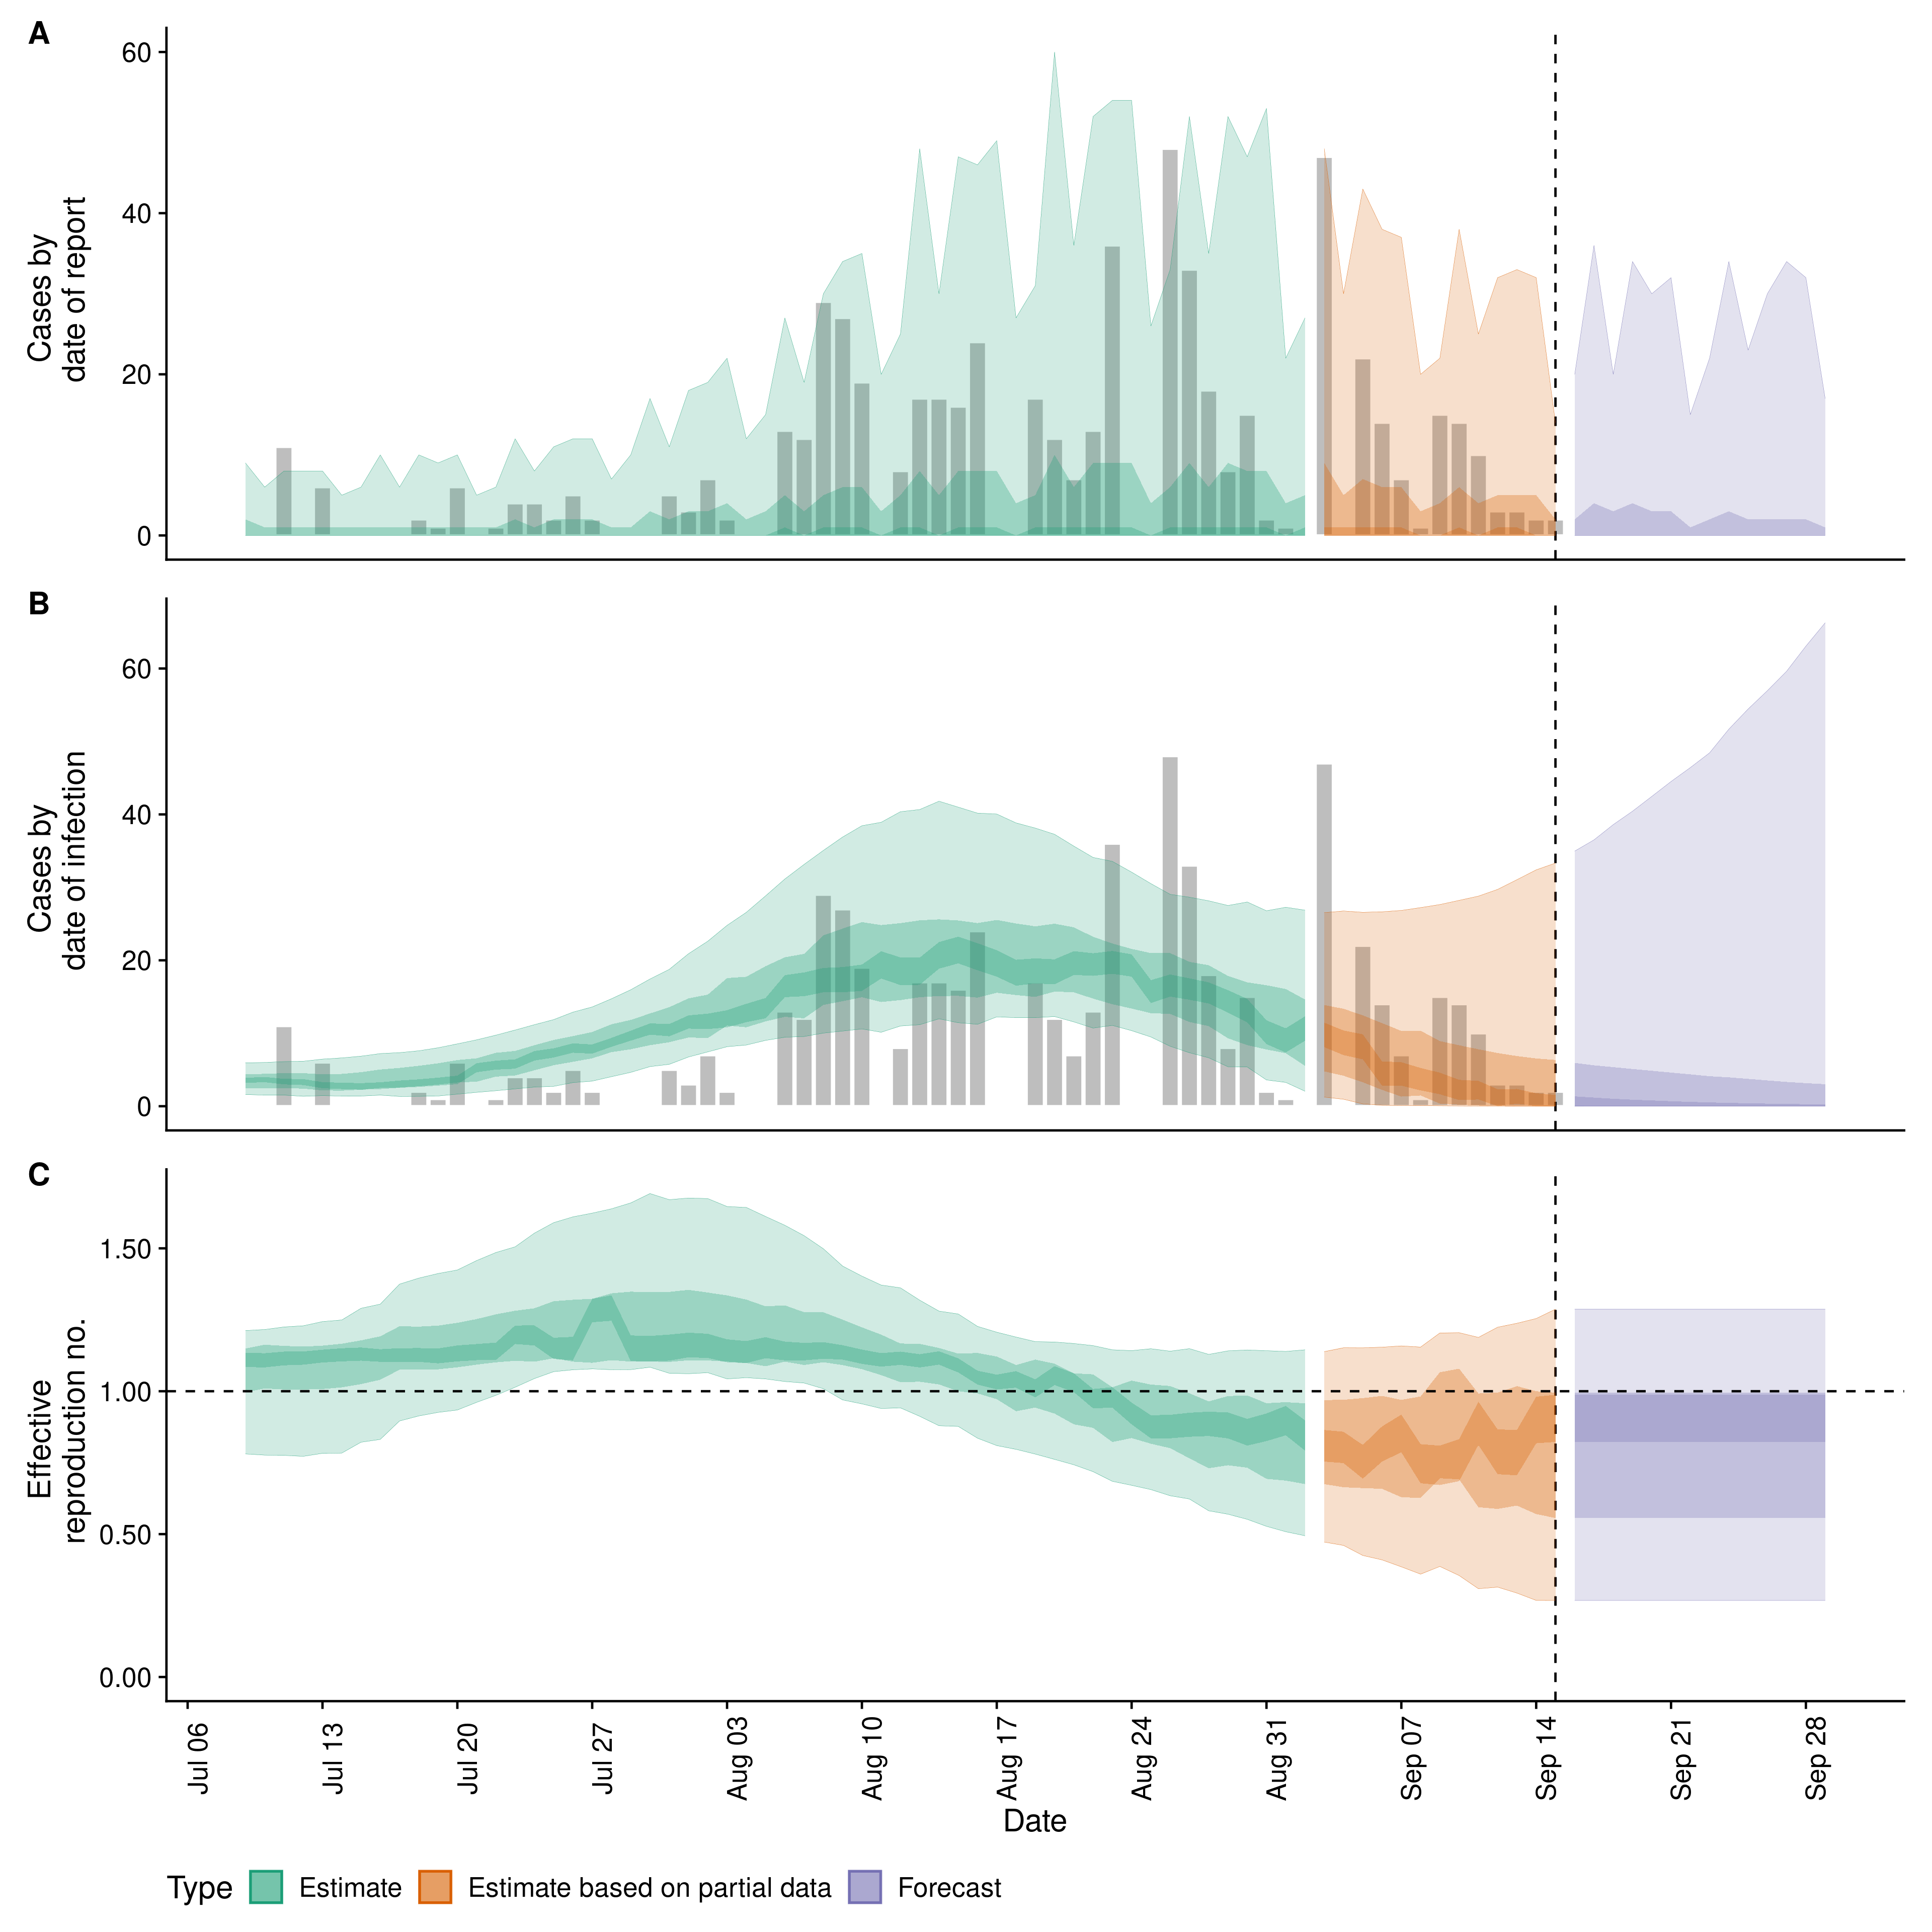 A
Cases by
date of report
60
40
20
0
B
Cases by
date of infection
60
40
20
0
C
Effective
reproduction no.
1.50
1.00
0.50
0.00
Jul 06
Jul 13
Jul 20
Jul 27
Aug 03
Aug 10
Aug 17
Aug 24
Aug 31
Sep 07
Sep 14
Sep 21
Sep 28
Date
Type Estimate Estimate based on partial data Forecast